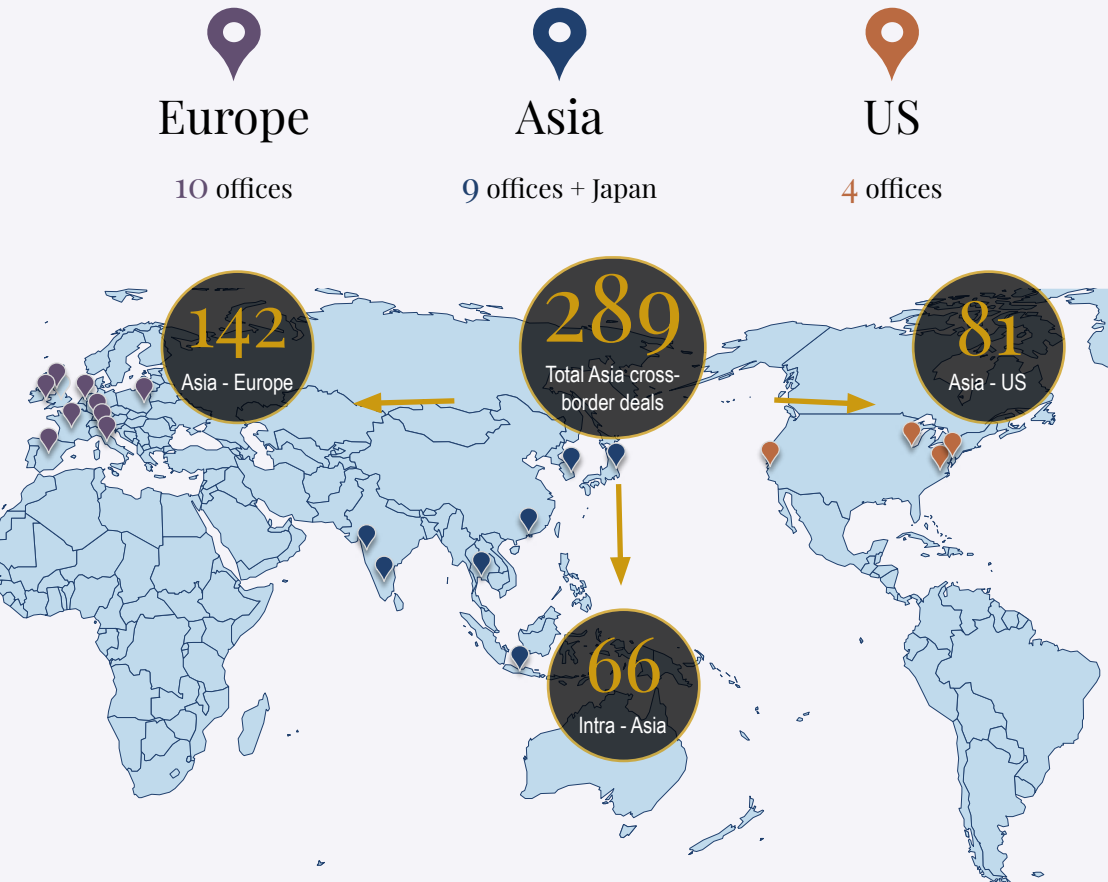 Europe
Asia
US
10 offices
9 offices + Japan
4 offices
142
Asia - Europe
289
Total Asia cross-
border deals
81
Asia - US
66
Intra - Asia